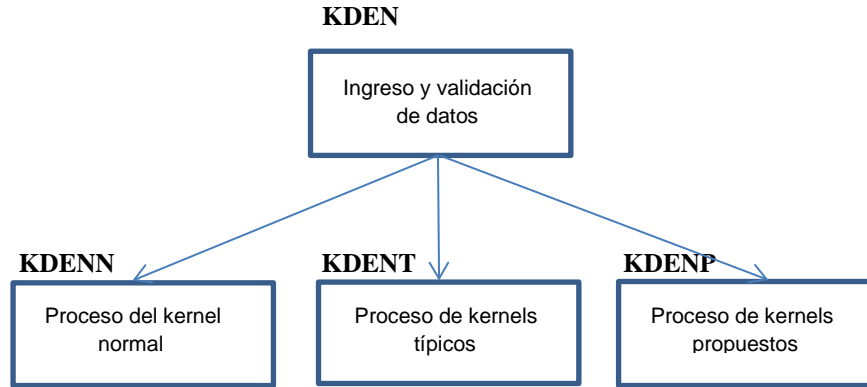 KDEN
Ingreso y validación
de datos
KDENN
KDENT
KDENP
Proceso del kernel
normal
Proceso de kernels
típicos
Proceso de kernels
propuestos